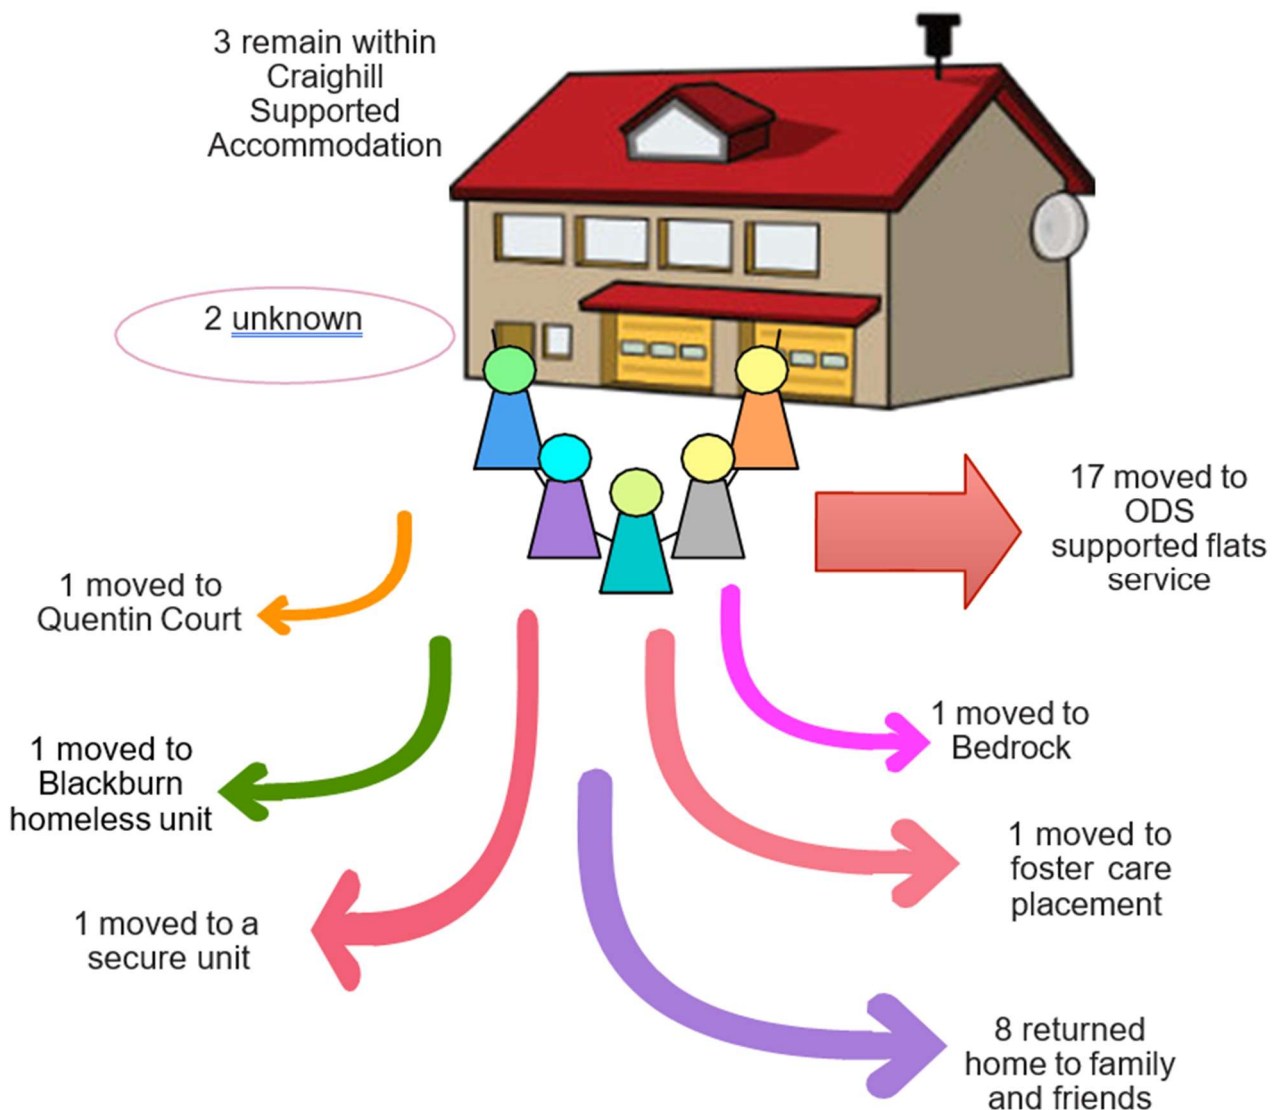 3 remain within
Craighill
Supported
Accommodation
2 unknown
17 moved to
ODS
supported flats
service
1 moved to
Quentin Court
1 moved to
Bedrock
1 moved to
Blackburn
homeless unit
1 moved to
foster care
placement
1 moved to a
secure unit
8 returned
home to family
and friends